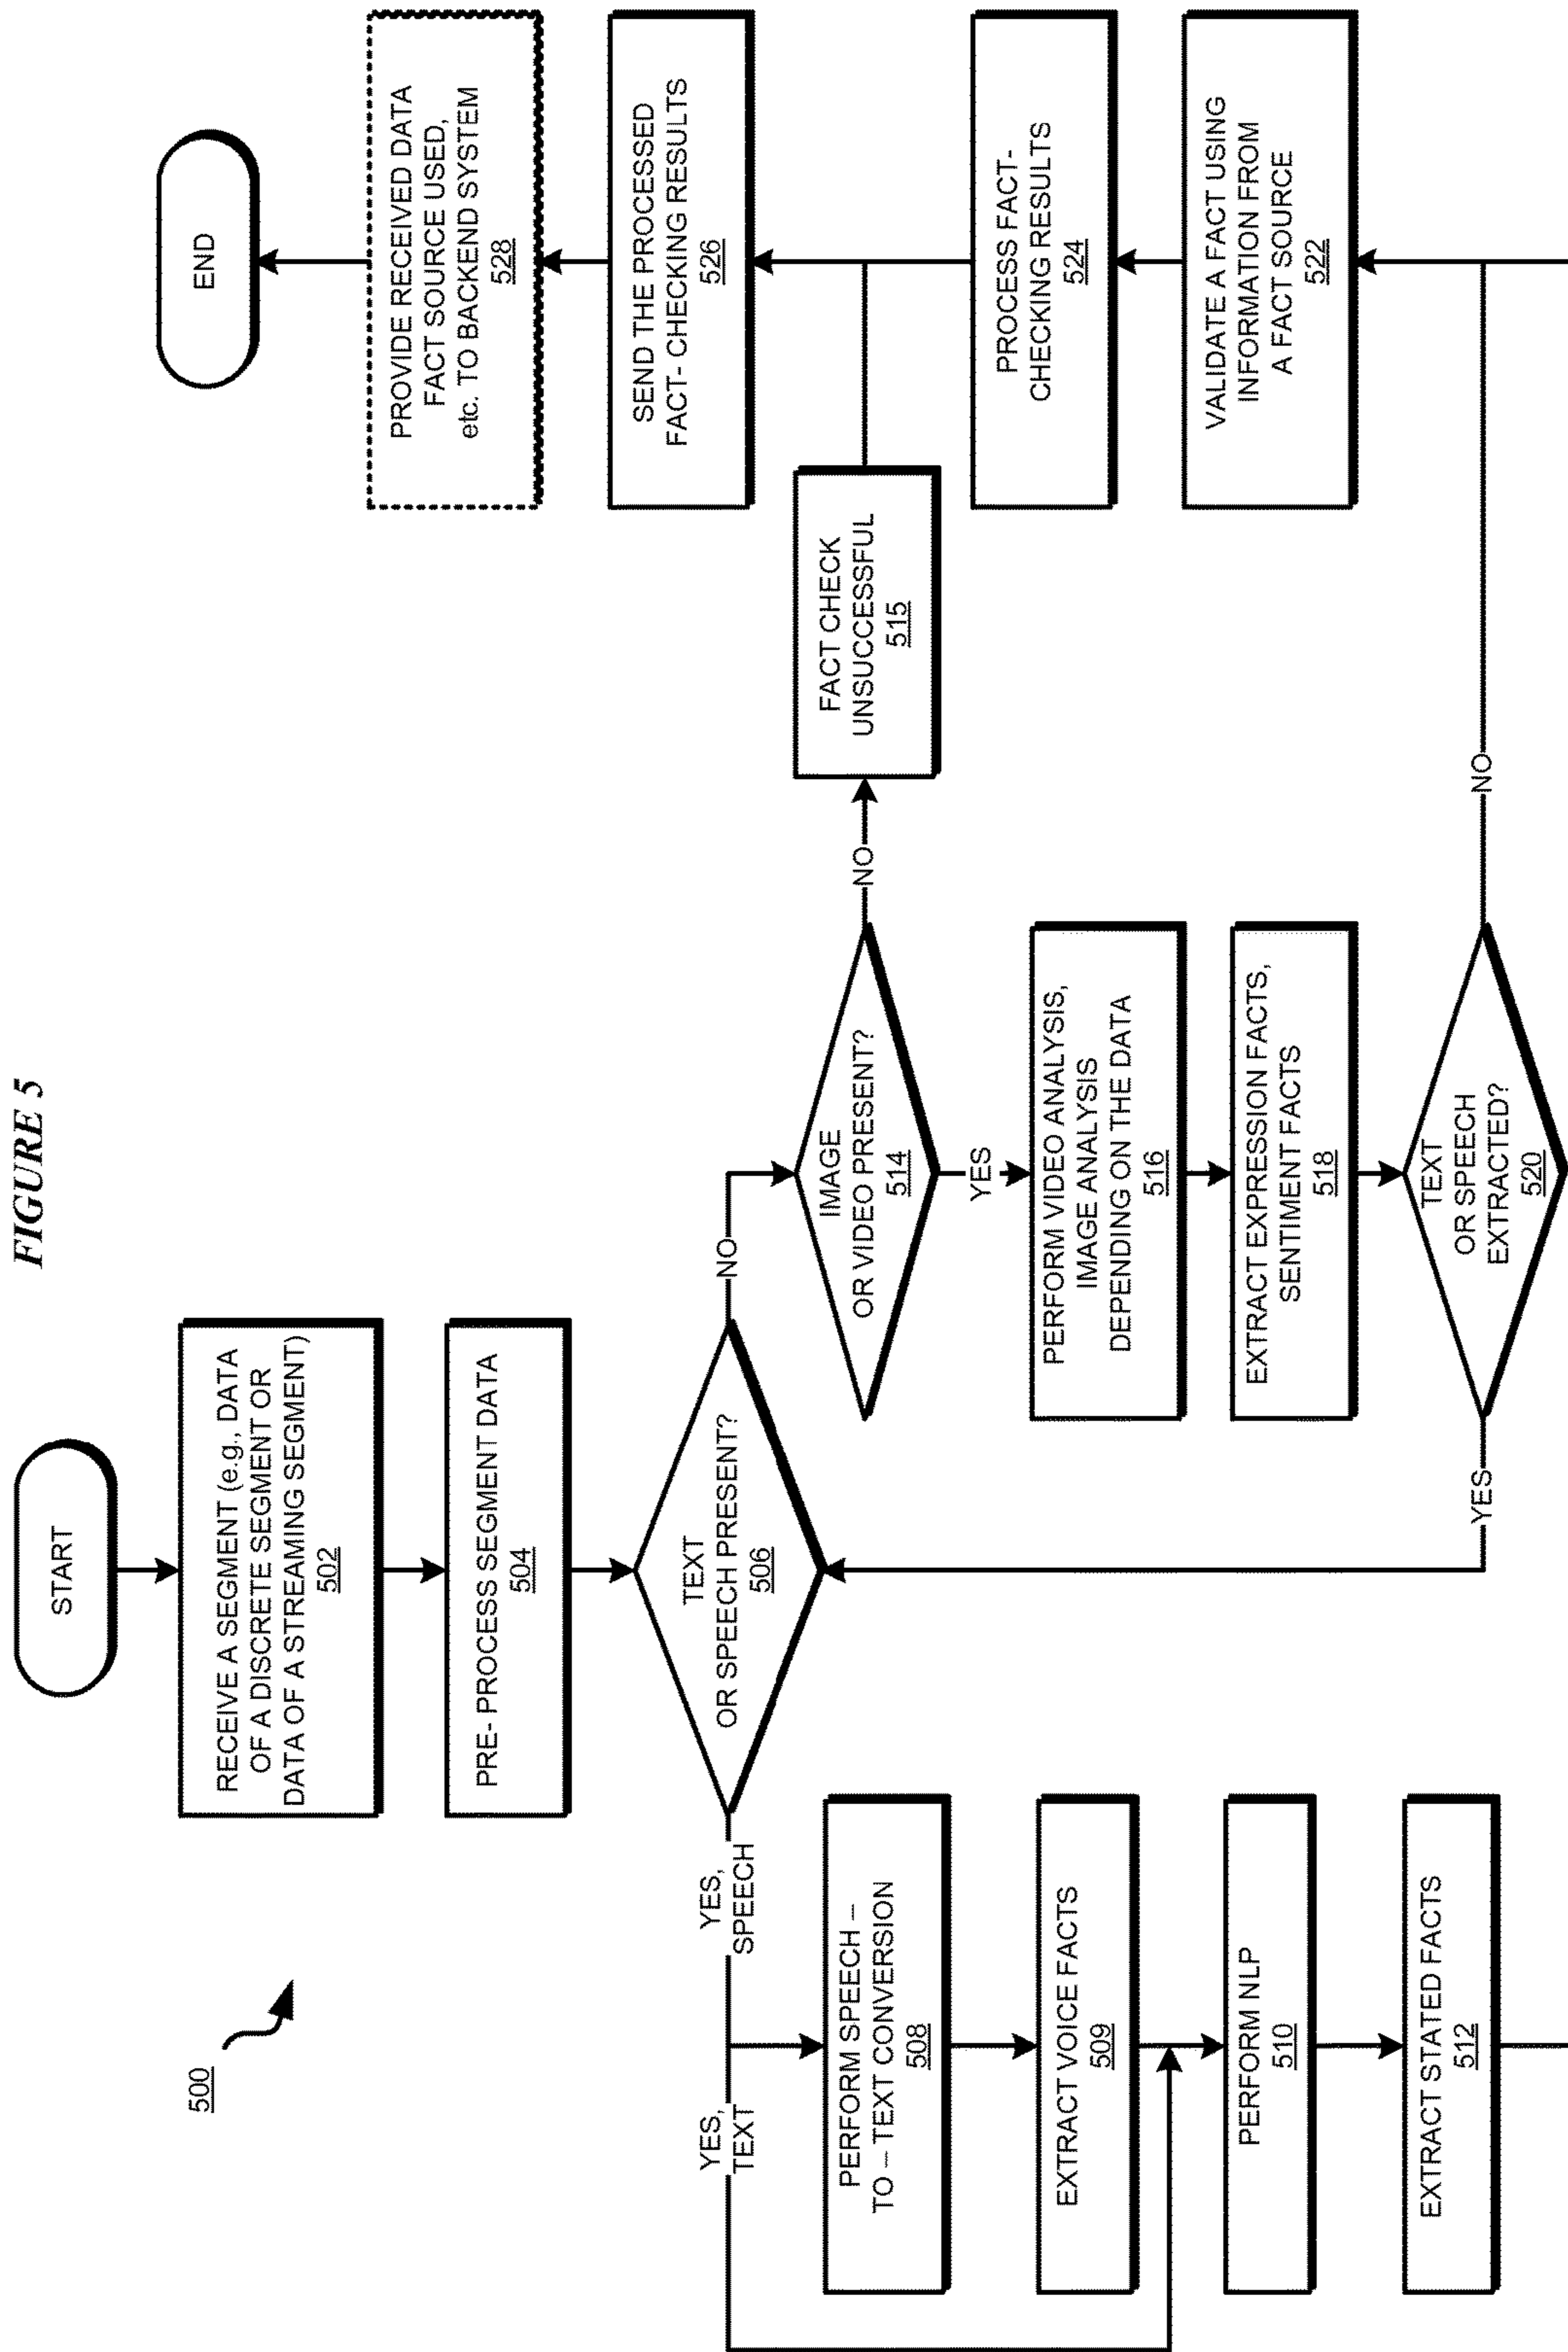 FIGURE 5
500
START
RECEIVE A SEGMENT (e.g., DATA
OF A DISCRETE SEGMENT OR
DATA OF A STREAMING SEGMENT)
502
PRE- PROCESS SEGMENT DATA
504
TEXT
OR SPEECH PRESENT?
506
YES,
TEXT
YES,
SPEECH
NO
PERFORM SPEECH –
TO – TEXT CONVERSION
508
EXTRACT VOICE FACTS
509
PERFORM NLP
510
EXTRACT STATED FACTS
512
IMAGE
OR VIDEO PRESENT?
514
NO
YES
FACT CHECK
UNSUCCESSFUL
515
PERFORM VIDEO ANALYSIS,
IMAGE ANALYSIS
DEPENDING ON THE DATA
516
EXTRACT EXPRESSION FACTS,
SENTIMENT FACTS
518
TEXT
OR SPEECH
EXTRACTED?
520
YES
NO
VALIDATE A FACT USING
INFORMATION FROM
A FACT SOURCE
522
PROCESS FACT-
CHECKING RESULTS
524
SEND THE PROCESSED
FACT- CHECKING RESULTS
526
PROVIDE RECEIVED DATA
FACT SOURCE USED,
etc. TO BACKEND SYSTEM
528
END